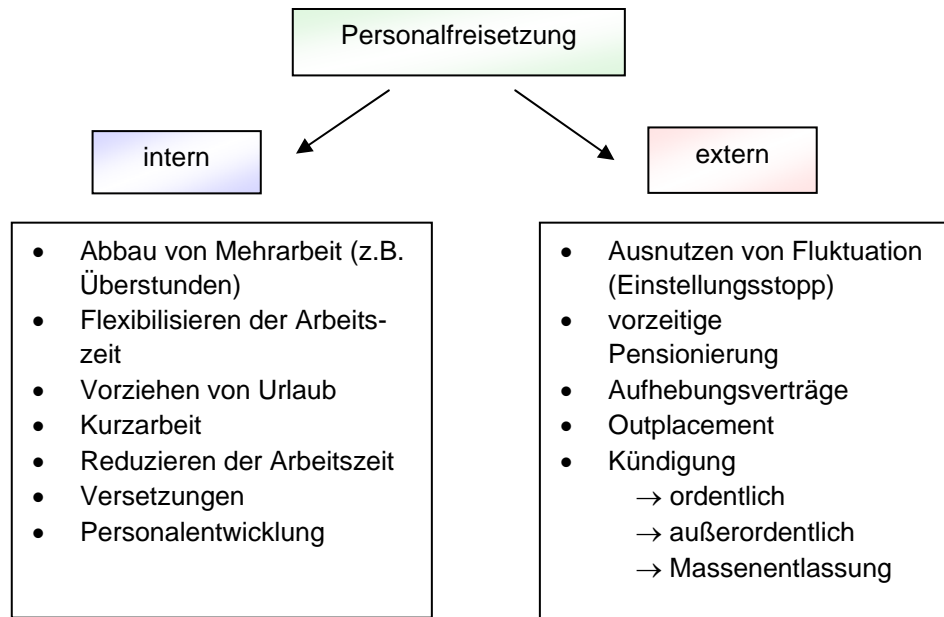 Personalfreisetzung
intern
extern
• Abbau von Mehrarbeit (z.B.
Überstunden)
• Flexibilisieren der Arbeits-
zeit
• Vorziehen von Urlaub
• Kurzarbeit
• Reduzieren der Arbeitszeit
• Versetzungen
• Personalentwicklung
• Ausnutzen von Fluktuation
(Einstellungsstopp)
• vorzeitige
Pensionierung
• Aufhebungsverträge
• Outplacement
• Kündigung
→ ordentlich
→ außerordentlich
→ Massenentlassung